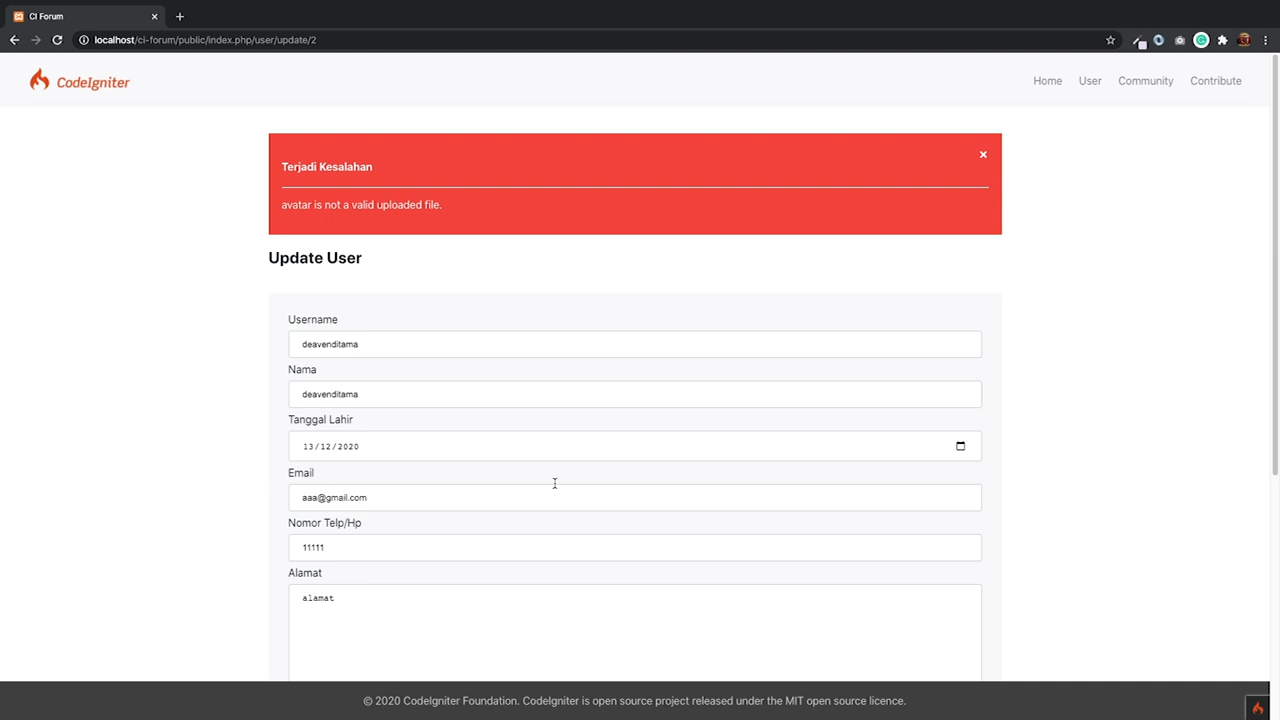 CI Forum
localhost/ci-forum/public/index.php/user/update/2
CodeIgniter
Home User Community Contribute
Terjadi Kesalahan
avatar is not a valid uploaded file.
Update User
Username
deavenditama
Nama
deavenditama
Tanggal Lahir
13/12/2020
Email
aaa@gmail.com
Nomor Telp/Hp
11111
Alamat
alamat
© 2020 CodeIgniter Foundation. CodeIgniter is open source project released under the MIT open source licence.